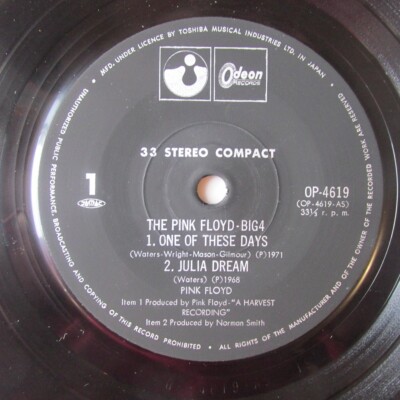 MFD. UNDER LICENCE BY TOSHIBA MUSICAL INDUSTRIES LTD. IN JAPAN
Odeon
RECORDS
33 STEREO COMPACT
1
OP-4619
(OP-4619-AS)
33⅓ r. p. m.
THE PINK FLOYD-BIG4
1. ONE OF THESE DAYS
(Waters-Wright-Mason-Gilmour) (P)1971
2. JULIA DREAM
(Waters) (P)1968
PINK FLOYD
Item 1 Produced by Pink Floyd-"A HARVEST
RECORDING"
Item 2 Produced by Norman Smith
UNAUTHORIZED PUBLIC PERFORMANCE, BROADCASTING AND COPYING OF THIS RECORD PROHIBITED • ALL RIGHTS OF THE MANUFACTURER AND OF THE OWNER OF THE RECORDED WORK ARE RESERVED